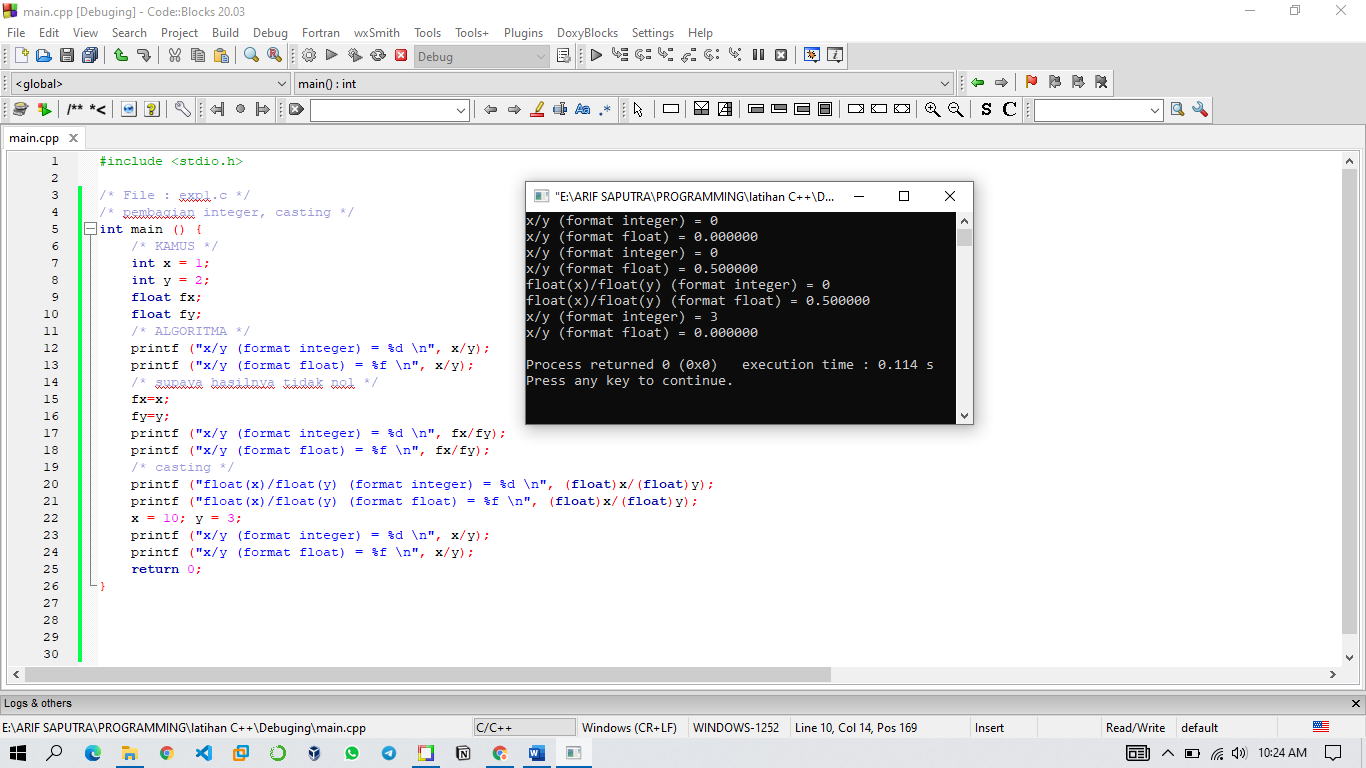 main.cpp [Debuging] - Code::Blocks 20.03
File Edit View Search Project Build Debug Fortran wxSmith Tools Tools+ Plugins DoxyBlocks Settings Help
Debug
<global> main() : int
/** *<
Aa .* S C
main.cpp
1 #include <stdio.h>
2
3 /* File : exp1.c */
4 /* pembagian integer, casting */
5 int main () {
6 /* KAMUS */
7 int x = 1;
8 int y = 2;
9 float fx;
10 float fy;
11 /* ALGORITMA */
12 printf ("x/y (format integer) = %d \n", x/y);
13 printf ("x/y (format float) = %f \n", x/y);
14 /* supaya hasilnya tidak nol */
15 fx=x;
16 fy=y;
17 printf ("x/y (format integer) = %d \n", fx/fy);
18 printf ("x/y (format float) = %f \n", fx/fy);
19 /* casting */
20 printf ("float(x)/float(y) (format integer) = %d \n", (float)x/(float)y);
21 printf ("float(x)/float(y) (format float) = %f \n", (float)x/(float)y);
22 x = 10; y = 3;
23 printf ("x/y (format integer) = %d \n", x/y);
24 printf ("x/y (format float) = %f \n", x/y);
25 return 0;
26 }
27
28
29
30
"E:\ARIF SAPUTRA\PROGRAMMING\latihan C++\D...
x/y (format integer) = 0
x/y (format float) = 0.000000
x/y (format integer) = 0
x/y (format float) = 0.500000
float(x)/float(y) (format integer) = 0
float(x)/float(y) (format float) = 0.500000
x/y (format integer) = 3
x/y (format float) = 0.000000
Process returned 0 (0x0) execution time : 0.114 s
Press any key to continue.
Logs & others
E:\ARIF SAPUTRA\PROGRAMMING\latihan C++\Debuging\main.cpp C/C++ Windows (CR+LF) WINDOWS-1252 Line 10, Col 14, Pos 169 Insert Read/Write default
10:24 AM